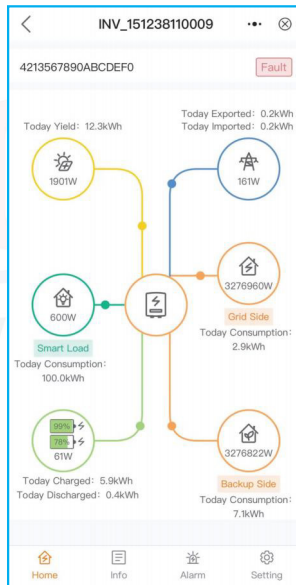 INV_151238110009
4213567890ABCDEF0
Fault
Today Exported: 0.2kWh
Today Yield: 12.3kWh
Today Imported: 0.2kWh
1901W
161W
3276960W
600W
Grid Side
Smart Load
Today Consumption:
2.9kWh
Today Consumption:
100.0kWh
99%
78%
61W
3276822W
Today Charged: 5.9kWh
Today Discharged: 0.4kWh
Backup Side
Today Consumption:
7.1kWh
Home
Info
Alarm
Setting